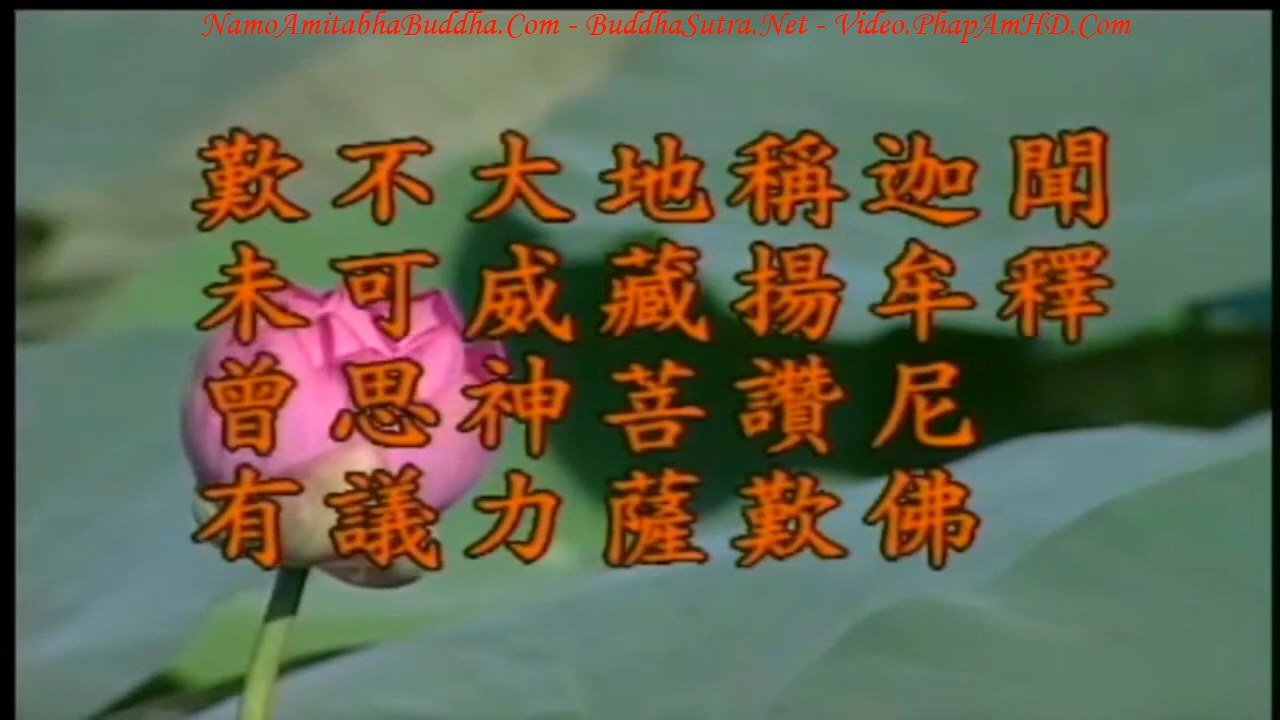 NamoAmitabhaBuddha.Com - BuddhaSutra.Net - Video.PhapAmHD.Com
聞釋
迦牟尼佛
稱揚讚歎
地藏菩薩
大威神力
不可思議
歎未曾有